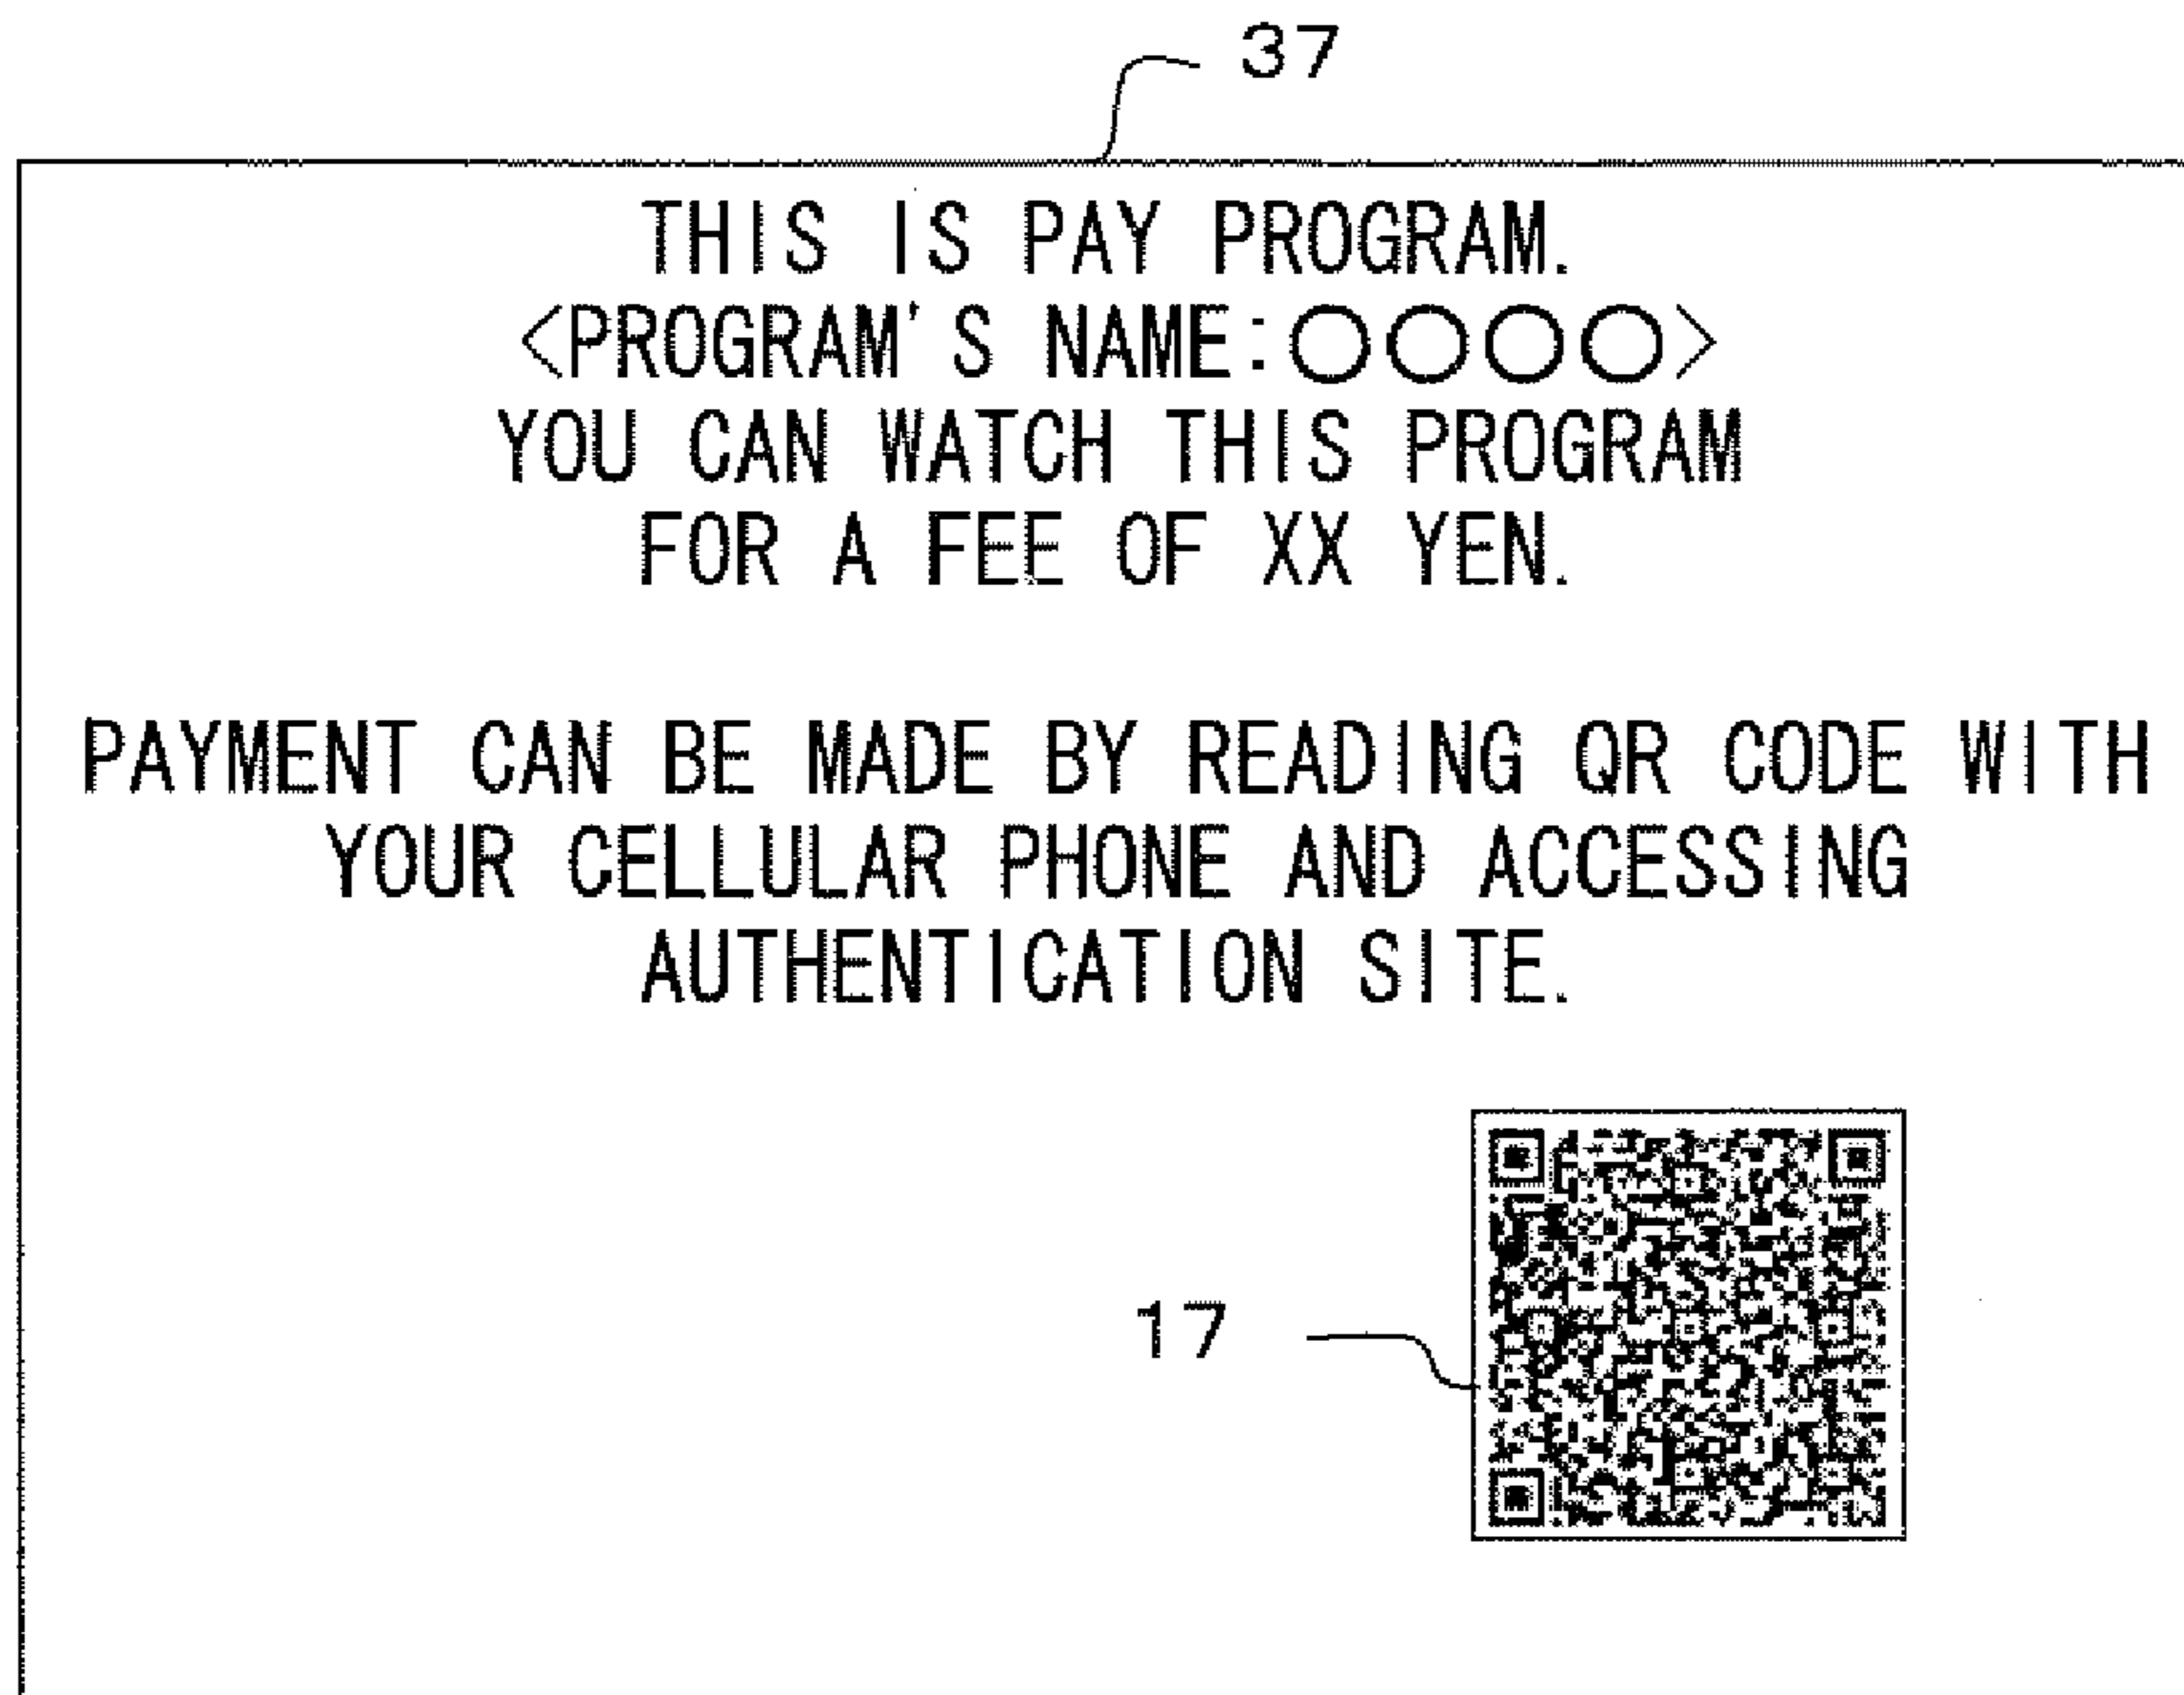 37
THIS IS PAY PROGRAM.
<PROGRAM'S NAME:○○○○>
YOU CAN WATCH THIS PROGRAM
FOR A FEE OF XX YEN.
PAYMENT CAN BE MADE BY READING QR CODE WITH
YOUR CELLULAR PHONE AND ACCESSING
AUTHENTICATION SITE.
17